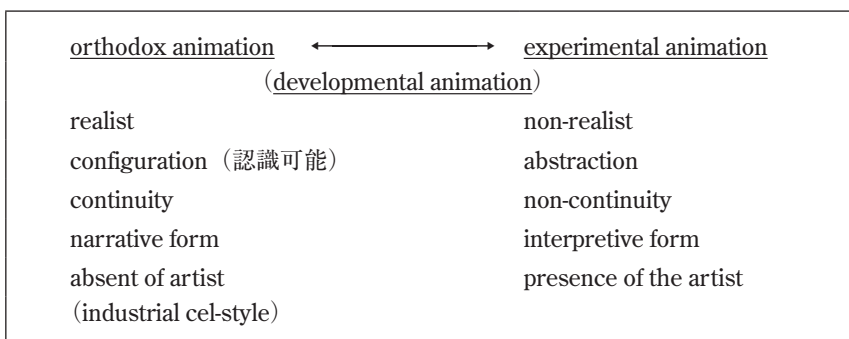 orthodox animation ←→ experimental animation
(developmental animation)
realist non-realist
configuration（認識可能） abstraction
continuity non-continuity
narrative form interpretive form
absent of artist presence of the artist
(industrial cel-style)